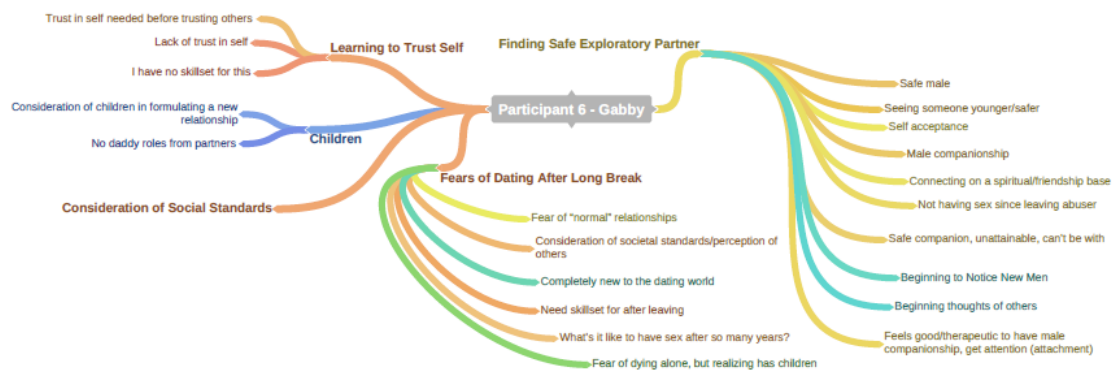 Participant 6 - Gabby
Learning to Trust Self
Trust in self needed before trusting others
Lack of trust in self
I have no skillset for this
Children
Consideration of children in formulating a new
relationship
No daddy roles from partners
Consideration of Social Standards
Fears of Dating After Long Break
Fear of “normal” relationships
Consideration of societal standards/perception of
others
Completely new to the dating world
Need skillset for after leaving
What's it like to have sex after so many years?
Fear of dying alone, but realizing has children
Finding Safe Exploratory Partner
Safe male
Seeing someone younger/safer
Self acceptance
Male companionship
Connecting on a spiritual/friendship base
Not having sex since leaving abuser
Safe companion, unattainable, can't be with
Beginning to Notice New Men
Beginning thoughts of others
Feels good/therapeutic to have male
companionship, get attention (attachment)